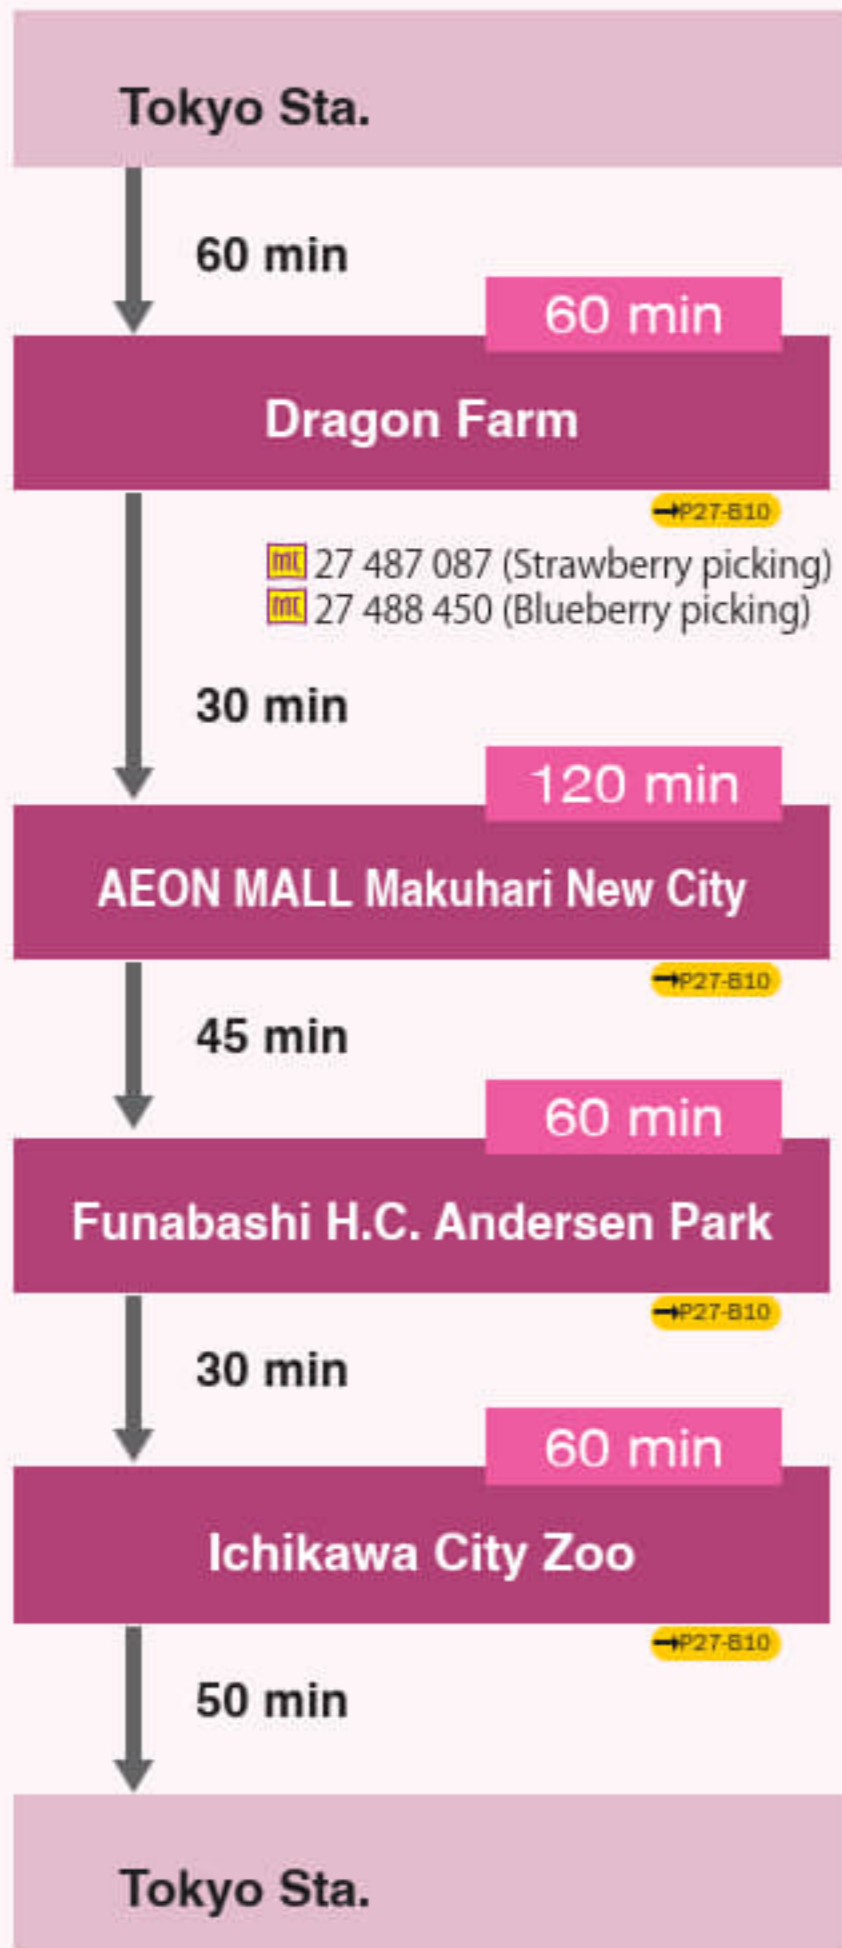 Tokyo Sta.
60 min
60 min
Dragon Farm
P27-B10
MC 27 487 087 (Strawberry picking)
MC 27 488 450 (Blueberry picking)
30 min
120 min
AEON MALL Makuhari New City
P27-B10
45 min
60 min
Funabashi H.C. Andersen Park
P27-B10
30 min
60 min
Ichikawa City Zoo
P27-B10
50 min
Tokyo Sta.